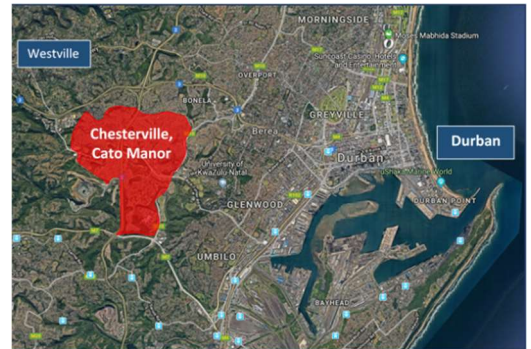 MORNINGSIDE
Moses Mabhida Stadium
Suncoast Casino, Hotels
and Entertainment
Westville
OVERPORT
BONELA
GREYVILLE
Chesterville,
Cato Manor
Berea
Durban
Durban
University of
KwaZulu-Natal
uShaka Marine World
DURBAN POINT
GLENWOOD
UMBILO
BAYHEAD